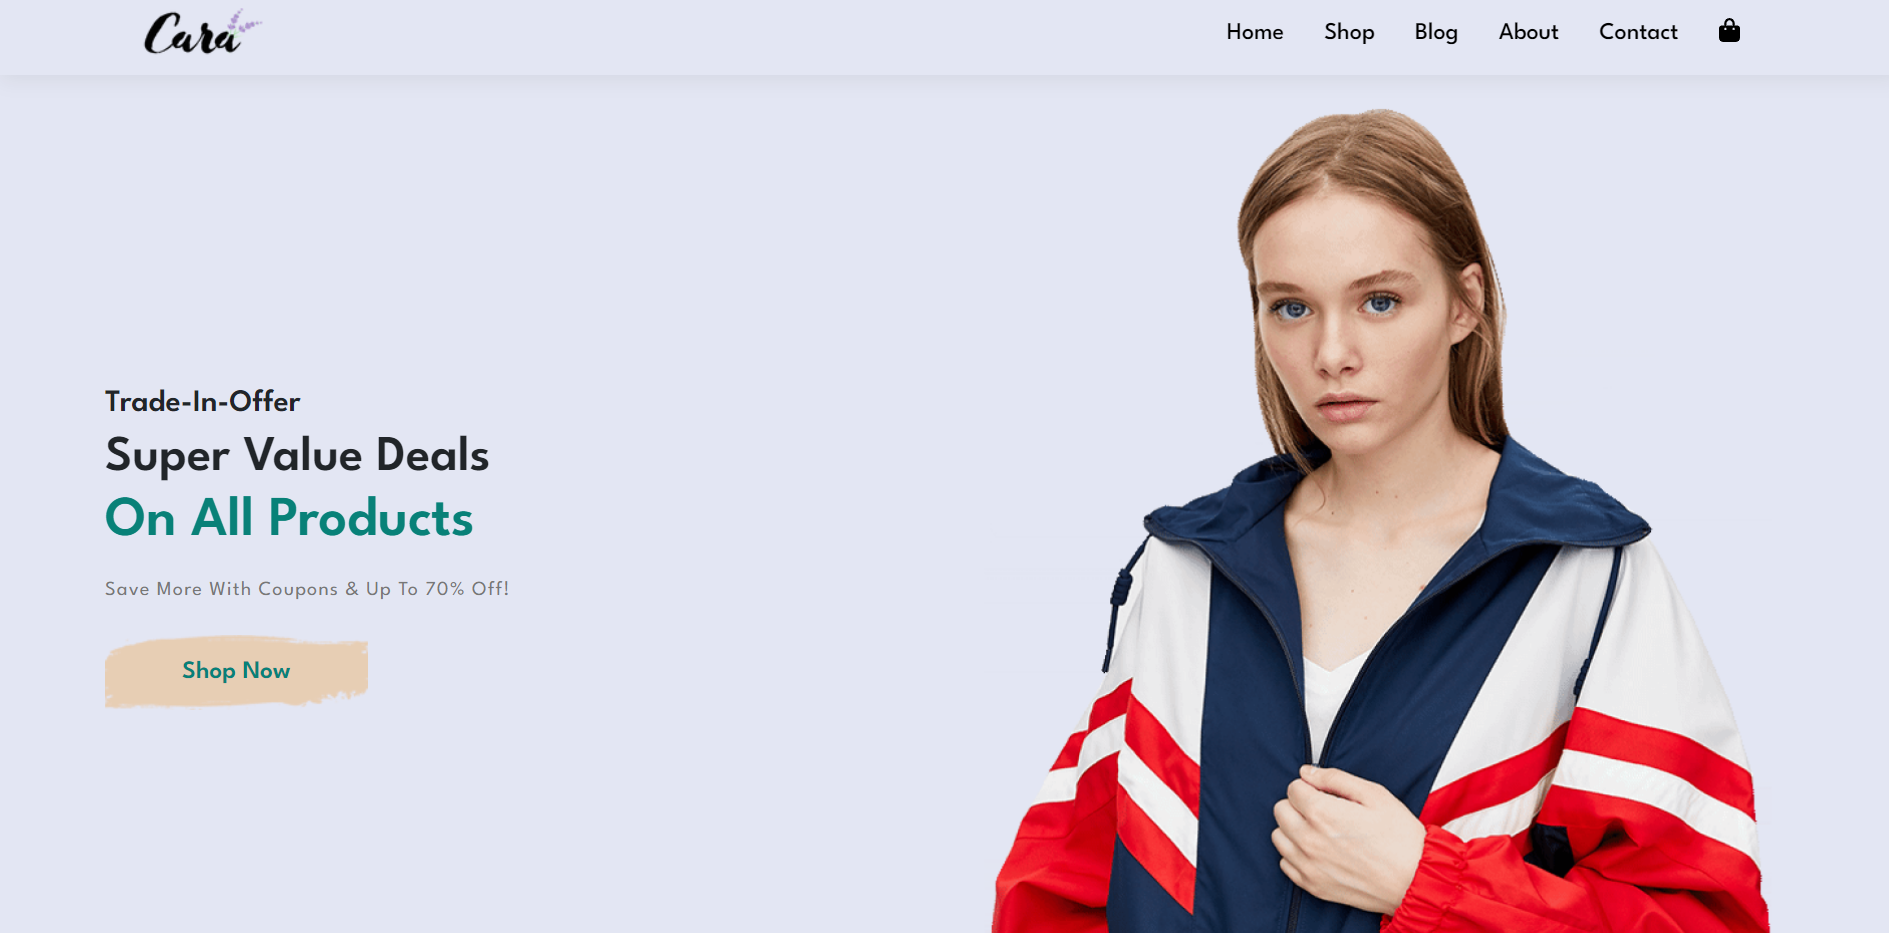 Cara
Home Shop Blog About Contact
Trade-In-Offer
Super Value Deals
On All Products
Save More With Coupons & Up To 70% Off!
Shop Now